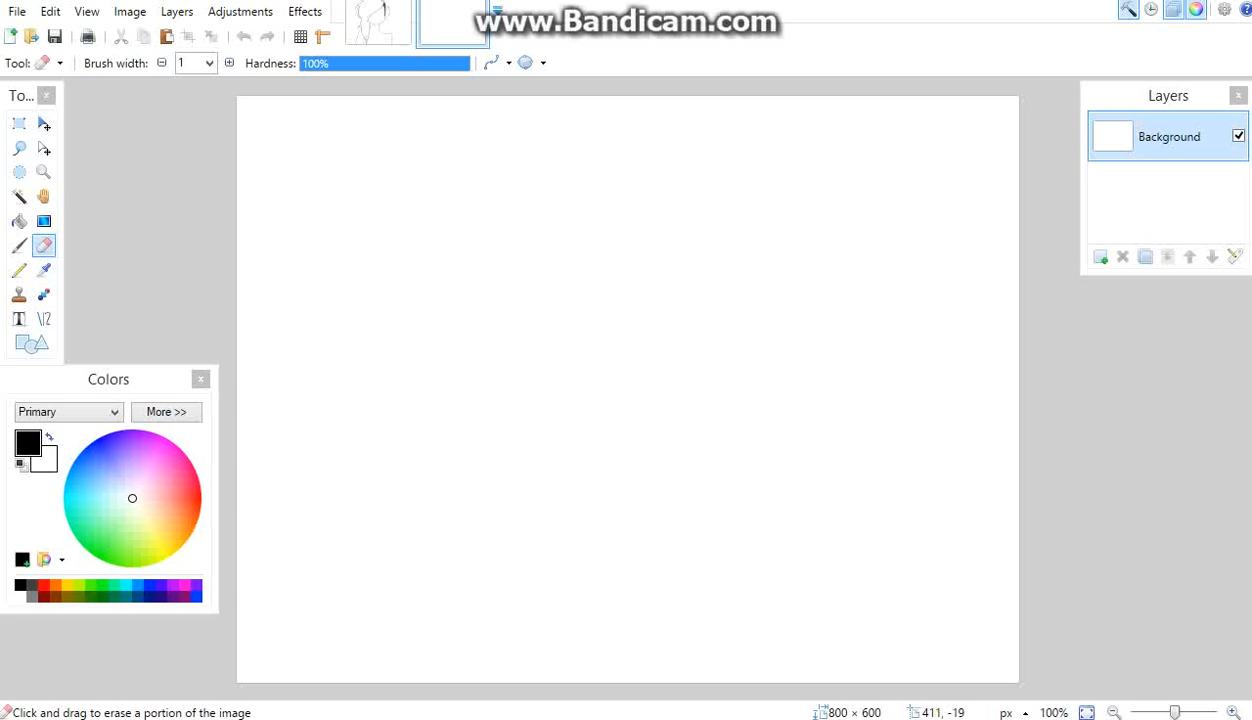 File Edit View Image Layers Adjustments Effects
www.Bandicam.com
Tool: Brush width: 1 Hardness: 100%
To...
Layers
Background
Colors
Primary More >>
Click and drag to erase a portion of the image
800 × 600 411, -19 px 100%